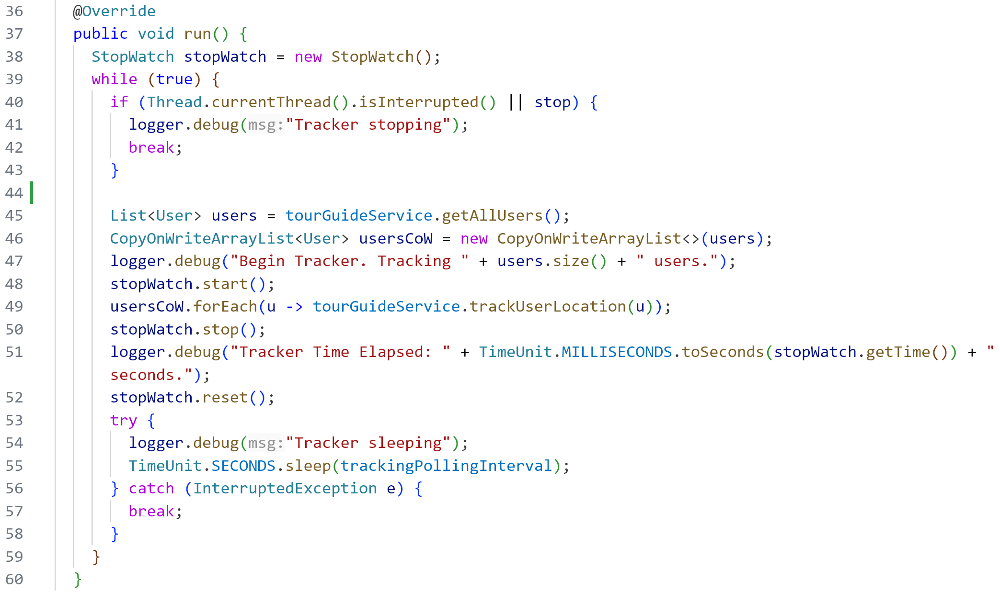 36 @Override
37 public void run() {
38 StopWatch stopWatch = new StopWatch();
39 while (true) {
40 if (Thread.currentThread().isInterrupted() || stop) {
41 logger.debug(msg:"Tracker stopping");
42 break;
43 }
44
45 List<User> users = tourGuideService.getAllUsers();
46 CopyOnWriteArrayList<User> usersCoW = new CopyOnWriteArrayList<>(users);
47 logger.debug("Begin Tracker. Tracking " + users.size() + " users.");
48 stopWatch.start();
49 usersCoW.forEach(u -> tourGuideService.trackUserLocation(u));
50 stopWatch.stop();
51 logger.debug("Tracker Time Elapsed: " + TimeUnit.MILLISECONDS.toSeconds(stopWatch.getTime()) + "
seconds.");
52 stopWatch.reset();
53 try {
54 logger.debug(msg:"Tracker sleeping");
55 TimeUnit.SECONDS.sleep(trackingPollingInterval);
56 } catch (InterruptedException e) {
57 break;
58 }
59 }
60 }